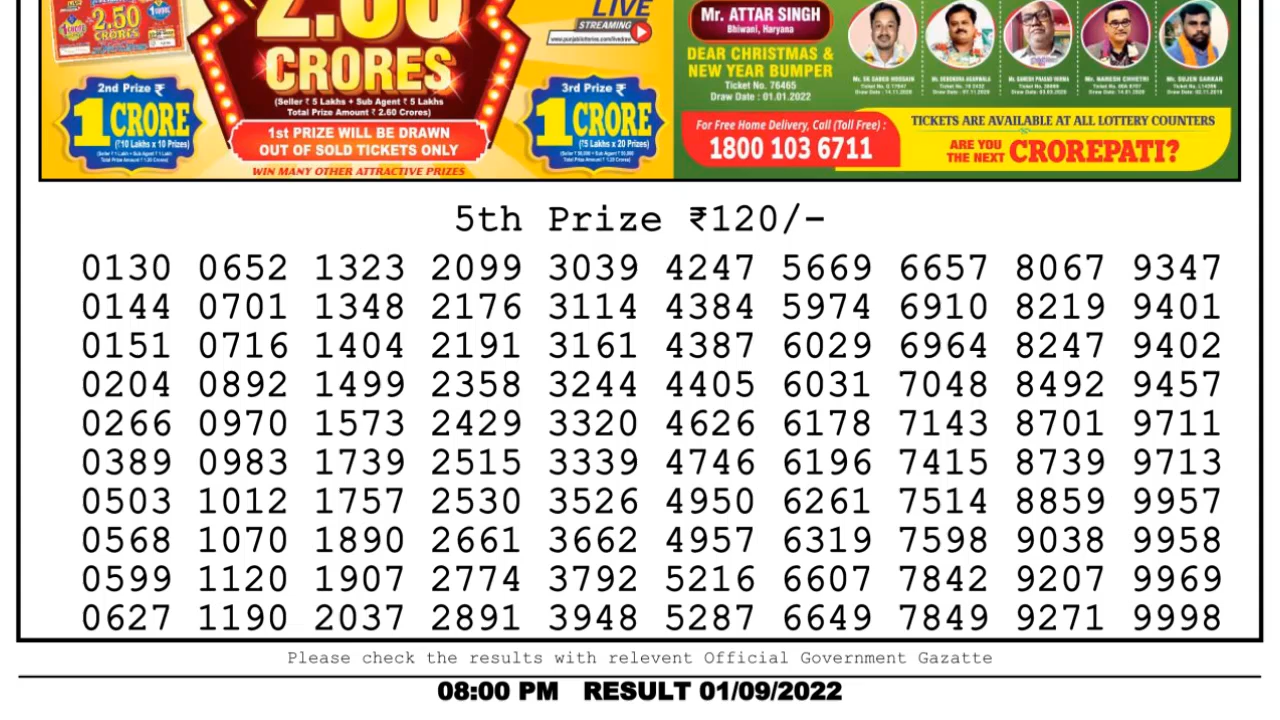 2.50
CRORES
2.60
CRORES
(Seller ₹ 5 Lakhs + Sub Agent ₹ 5 Lakhs
Total Prize Amount ₹ 2.60 Crores)
1st PRIZE WILL BE DRAWN
OUT OF SOLD TICKETS ONLY
WIN MANY OTHER ATTRACTIVE PRIZES
2nd Prize ₹
1 CRORE
(₹10 Lakhs x 10 Prizes)
LIVE
STREAMING
3rd Prize ₹
1 CRORE
(₹5 Lakhs x 20 Prizes)
Mr. ATTAR SINGH
Bhiwani, Haryana
DEAR CHRISTMAS &
NEW YEAR BUMPER
Ticket No. 76465
Draw Date : 01.01.2022
For Free Home Delivery, Call (Toll Free) :
1800 103 6711
TICKETS ARE AVAILABLE AT ALL LOTTERY COUNTERS
ARE YOU
THE NEXT CROREPATI?
5th Prize ₹120/-
0130 0652 1323 2099 3039 4247 5669 6657 8067 9347
0144 0701 1348 2176 3114 4384 5974 6910 8219 9401
0151 0716 1404 2191 3161 4387 6029 6964 8247 9402
0204 0892 1499 2358 3244 4405 6031 7048 8492 9457
0266 0970 1573 2429 3320 4626 6178 7143 8701 9711
0389 0983 1739 2515 3339 4746 6196 7415 8739 9713
0503 1012 1757 2530 3526 4950 6261 7514 8859 9957
0568 1070 1890 2661 3662 4957 6319 7598 9038 9958
0599 1120 1907 2774 3792 5216 6607 7842 9207 9969
0627 1190 2037 2891 3948 5287 6649 7849 9271 9998
Please check the results with relevent Official Government Gazatte
08:00 PM RESULT 01/09/2022